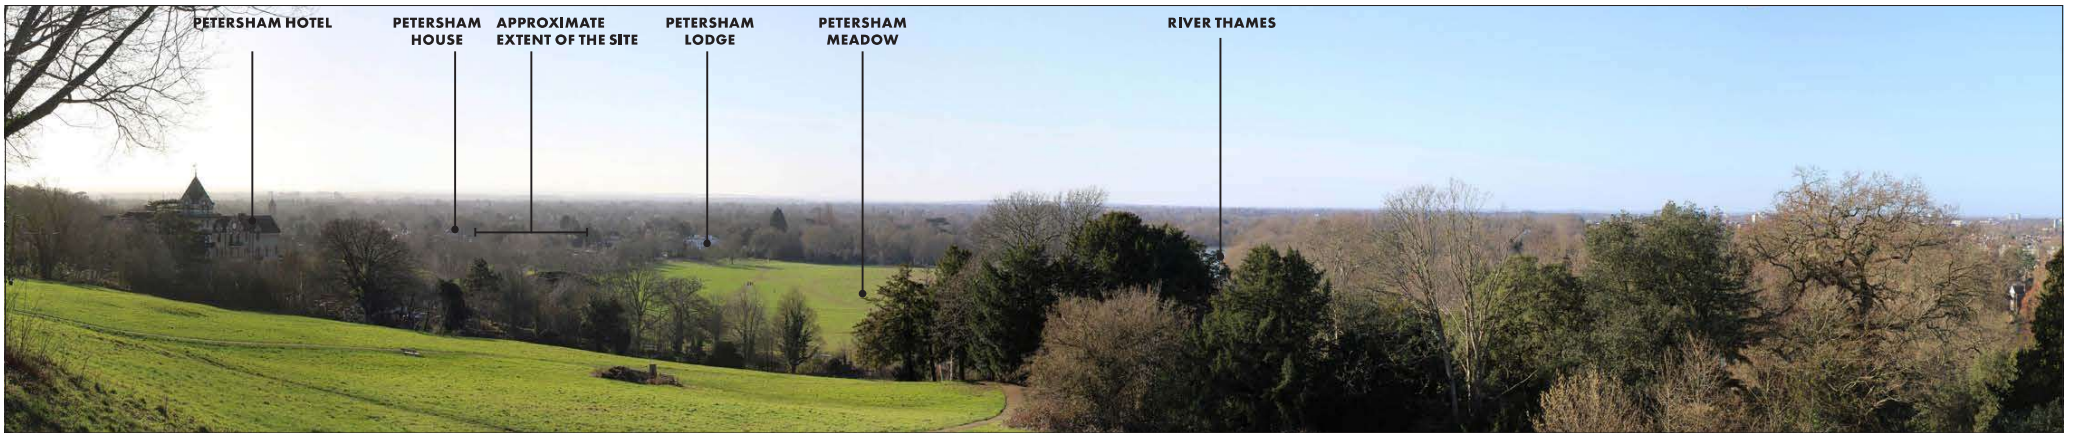 PETERSHAM HOTEL
PETERSHAM
HOUSE
APPROXIMATE
EXTENT OF THE SITE
PETERSHAM
LODGE
PETERSHAM
MEADOW
RIVER THAMES